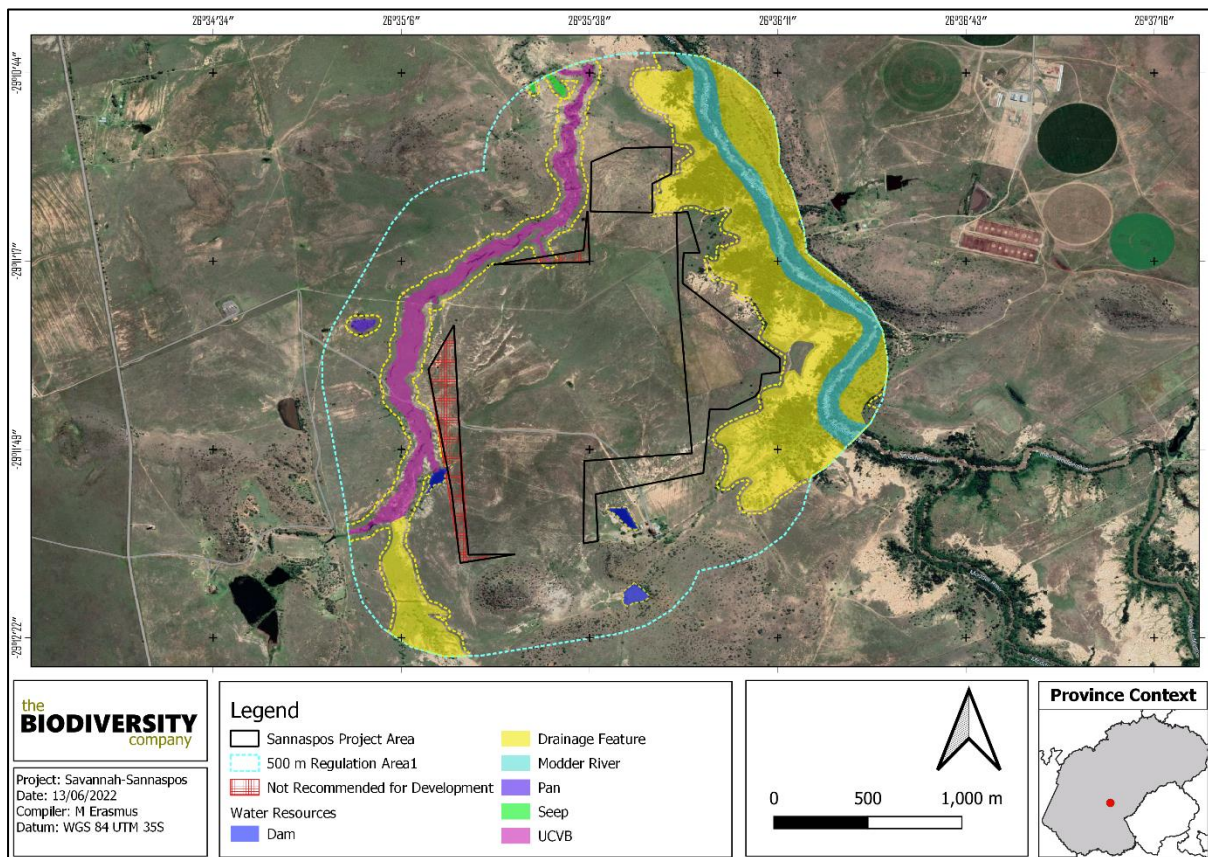 26°34'34" 26°35'6" 26°35'38" 26°36'11" 26°36'43" 26°37'16"
-29°10'44"
-29°11'17"
-29°11'49"
-29°12'22"
the
BIODIVERSITY
company
Project: Savannah-Sannaspos
Date: 13/06/2022
Compiler: M Erasmus
Datum: WGS 84 UTM 35S
Legend
Sannaspos Project Area
500 m Regulation Area1
Not Recommended for Development
Water Resources
Dam
Drainage Feature
Modder River
Pan
Seep
UCVB
0 500 1,000 m
Province Context